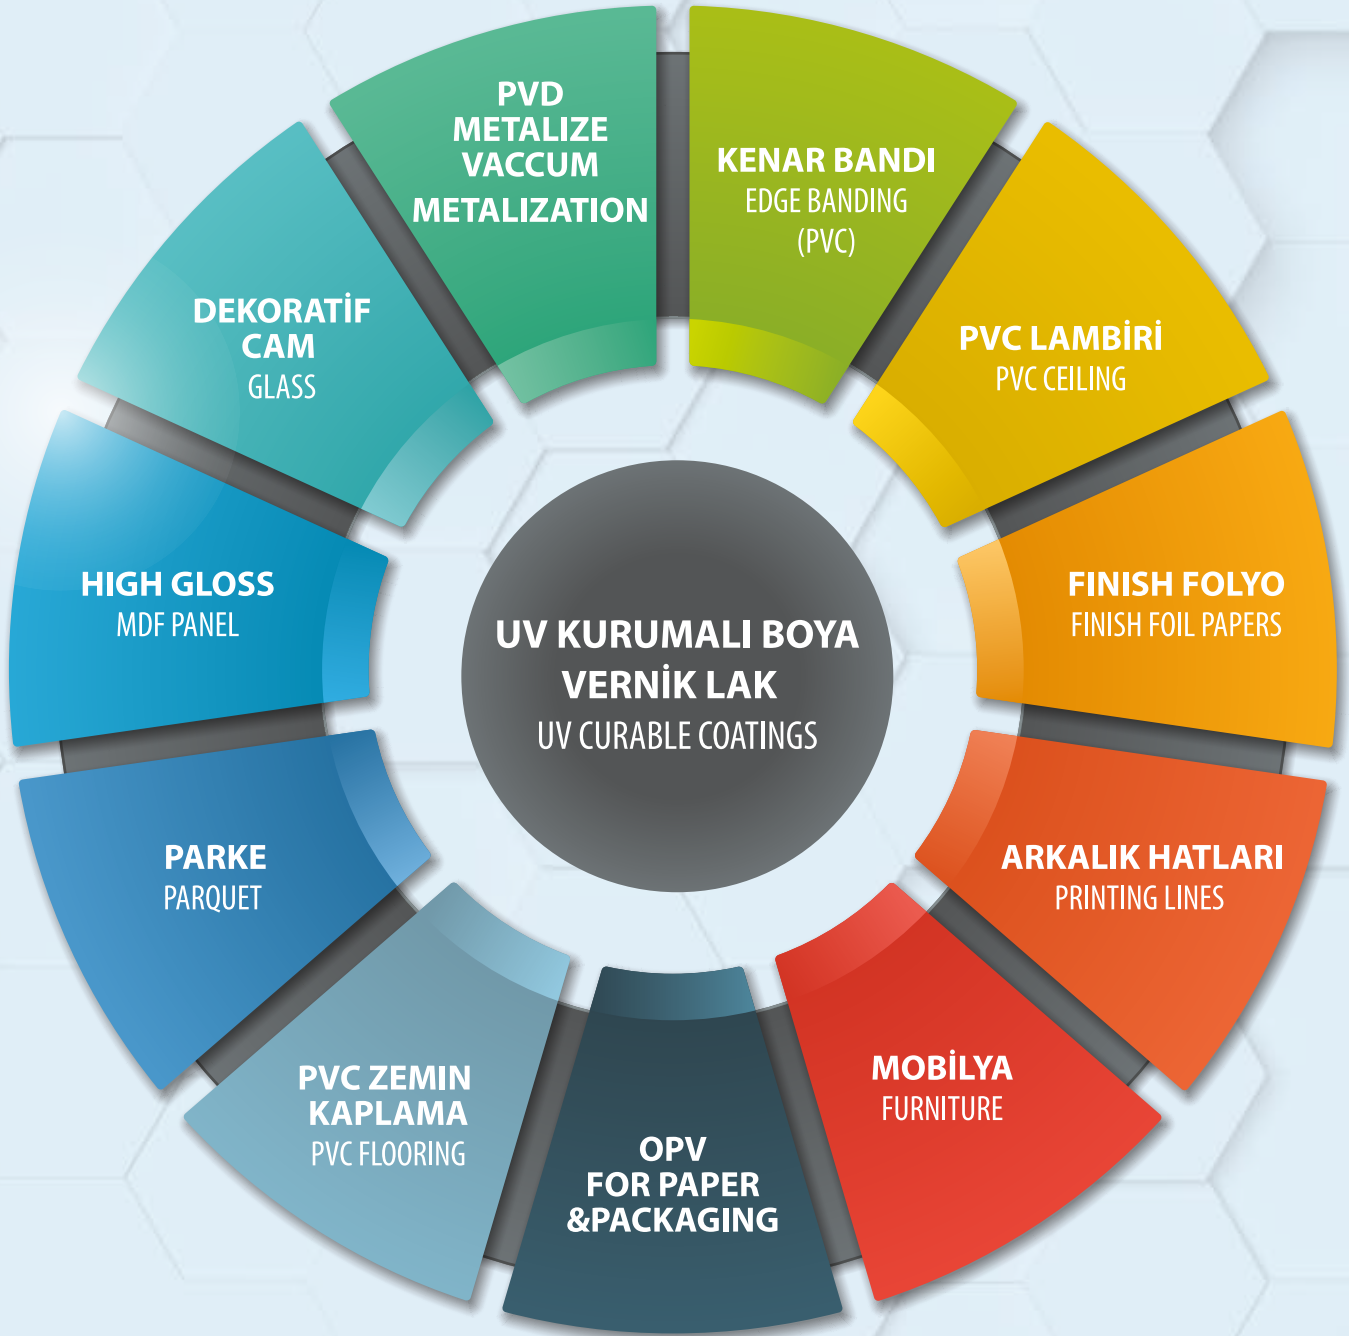 PVD
METALIZE
VACCUM
METALIZATION
KENAR BANDI
EDGE BANDING
(PVC)
PVC LAMBİRİ
PVC CEILING
FINISH FOLYO
FINISH FOIL PAPERS
ARKALIK HATLARI
PRINTING LINES
MOBİLYA
FURNITURE
OPV
FOR PAPER
&PACKAGING
PVC ZEMIN
KAPLAMA
PVC FLOORING
PARKE
PARQUET
HIGH GLOSS
MDF PANEL
DEKORATİF
CAM
GLASS
UV KURUMALI BOYA
VERNİK LAK
UV CURABLE COATINGS